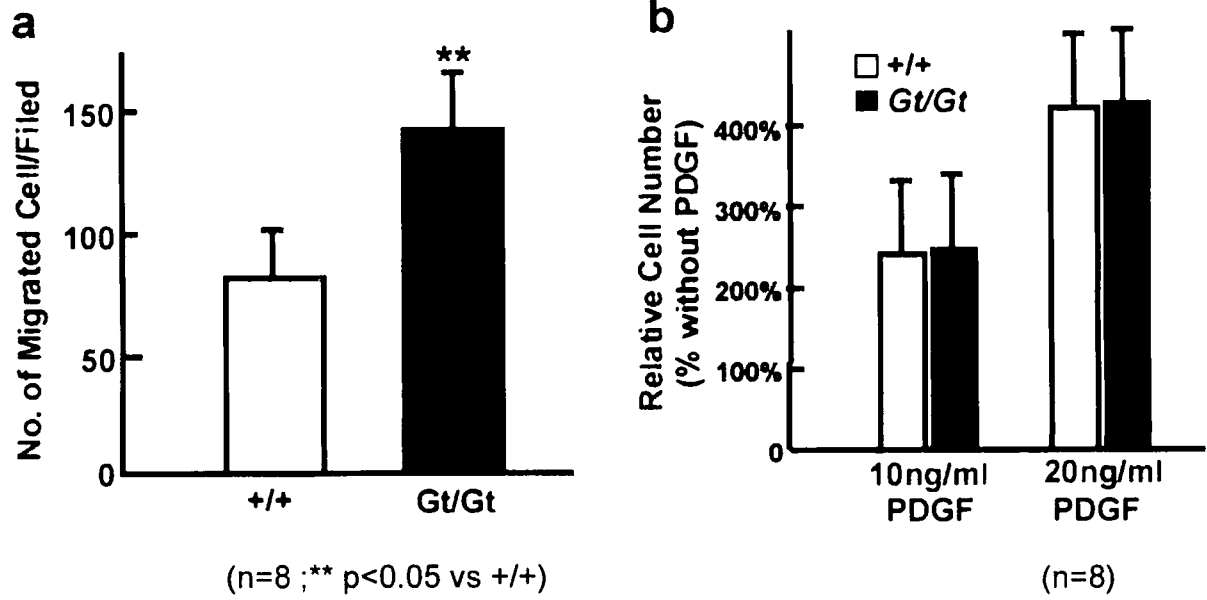 a
No. of Migrated Cell/Filed
150
100
50
0
**
+/+
Gt/Gt
(n=8 ;** p<0.05 vs +/+)
b
Relative Cell Number
(% without PDGF)
400%
300%
200%
100%
0
+/+
Gt/Gt
10ng/ml
PDGF
20ng/ml
PDGF
(n=8)